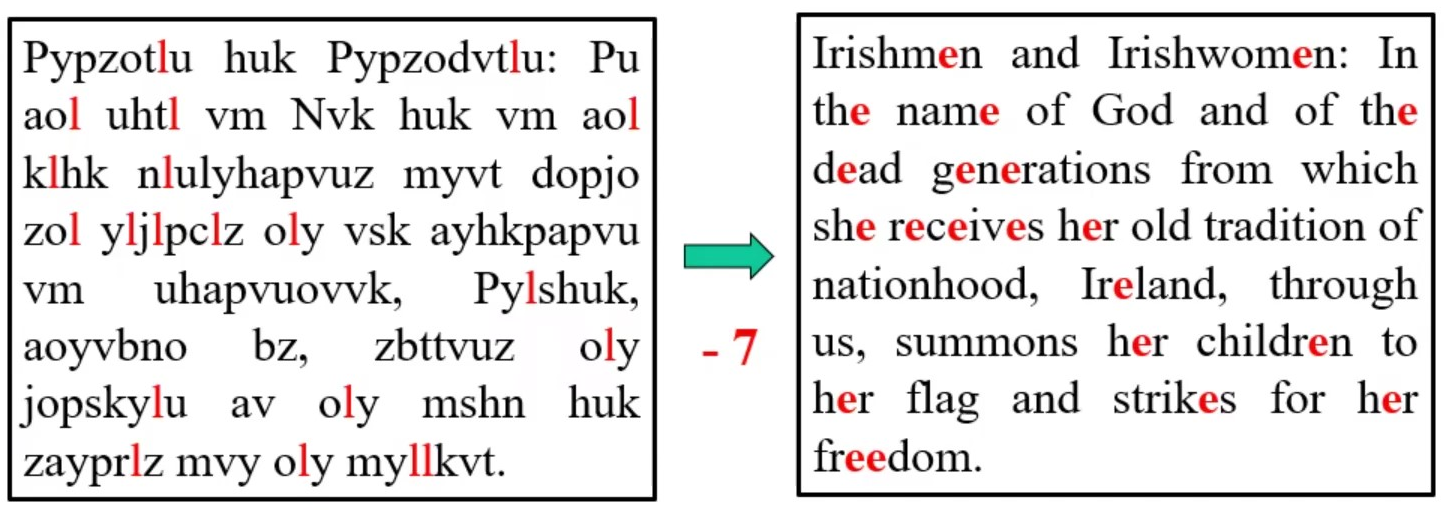 Pypzotlu huk Pypzodvtlu: Pu
aol uhtl vm Nvk huk vm aol
klhk nlulyhapvuz myvt dopjo
zol yljlpclz oly vsk ayhkpapvu
vm uhapvuovvk, Pylshuk,
aoyvbno bz, zbttvuz oly
jopskylu av oly mshn huk
zayprlz mvy oly myllkvt.
- 7
Irishmen and Irishwomen: In
the name of God and of the
dead generations from which
she receives her old tradition of
nationhood, Ireland, through
us, summons her children to
her flag and strikes for her
freedom.